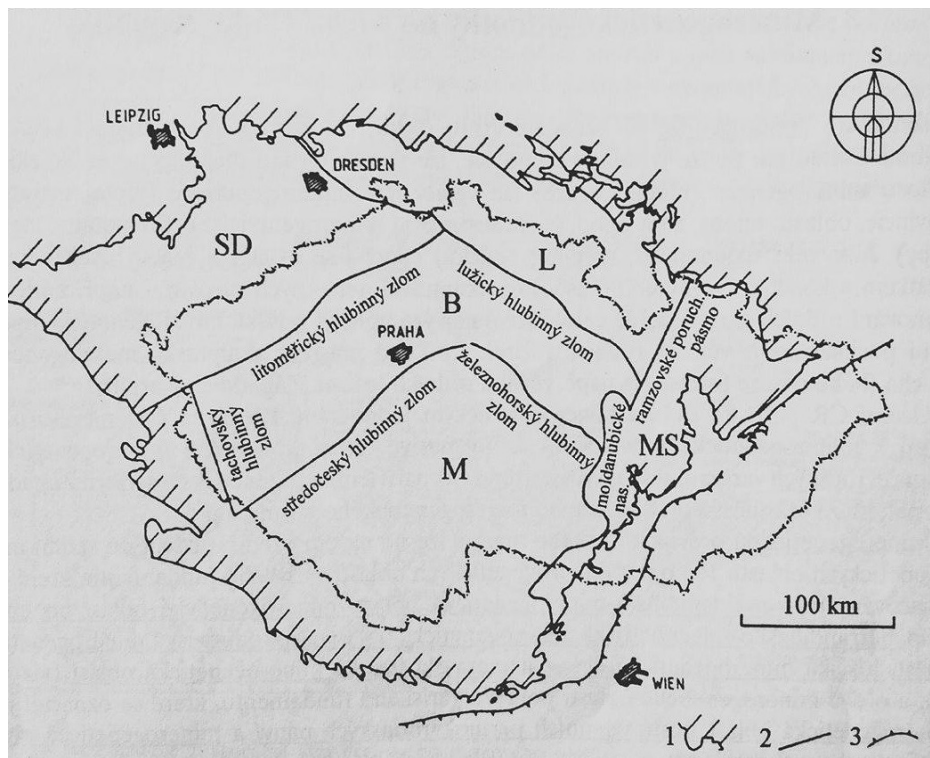 S
LEIPZIG
DRESDEN
SD
L
B
lužický hlubinný zlom
litoměřický hlubinný zlom
PRAHA
ramzovské poruch.
pásmo
železnohorský hlubinný
zlom
tachovský
hlubinný
zlom
středočeský hlubinný zlom
M
moldanubické
nas.
MS
100 km
WIEN
1
2
3